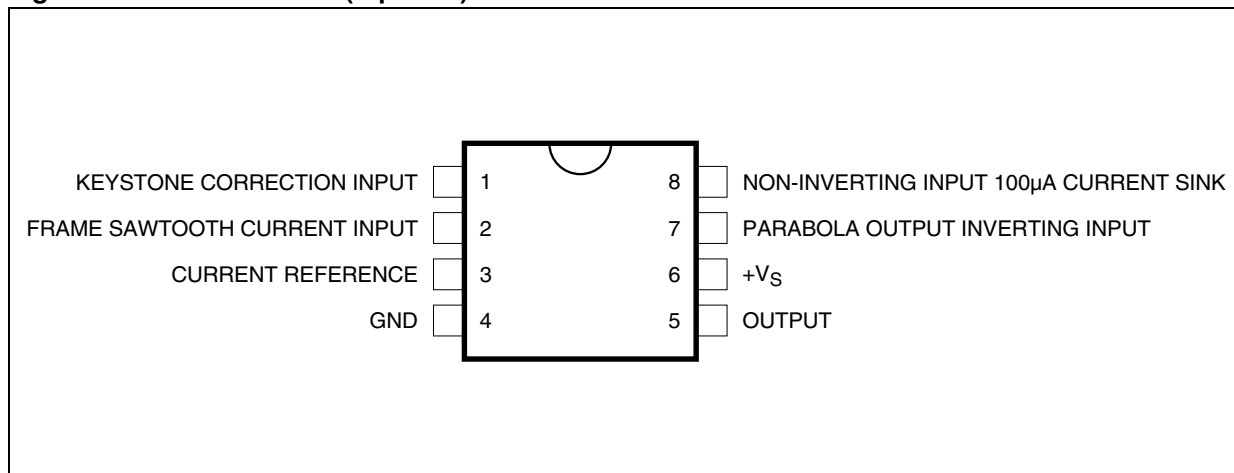 KEYSTONE CORRECTION INPUT 1
FRAME SAWTOOTH CURRENT INPUT 2
CURRENT REFERENCE 3
GND 4
8 NON-INVERTING INPUT 100µA CURRENT SINK
7 PARABOLA OUTPUT INVERTING INPUT
6 +VS
5 OUTPUT